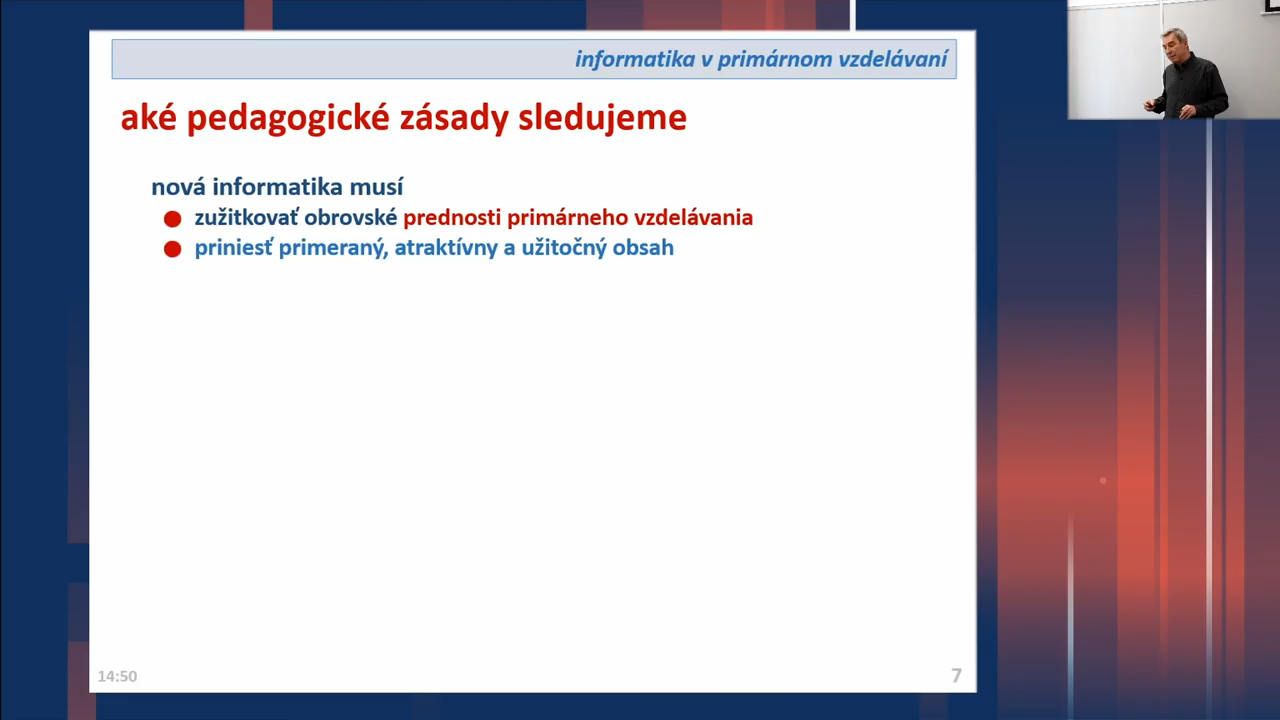 informatika v primárnom vzdelávaní
aké pedagogické zásady sledujeme
nová informatika musí
zužitkovať obrovské prednosti primárneho vzdelávania
priniesť primeraný, atraktívny a užitočný obsah
14:50
7